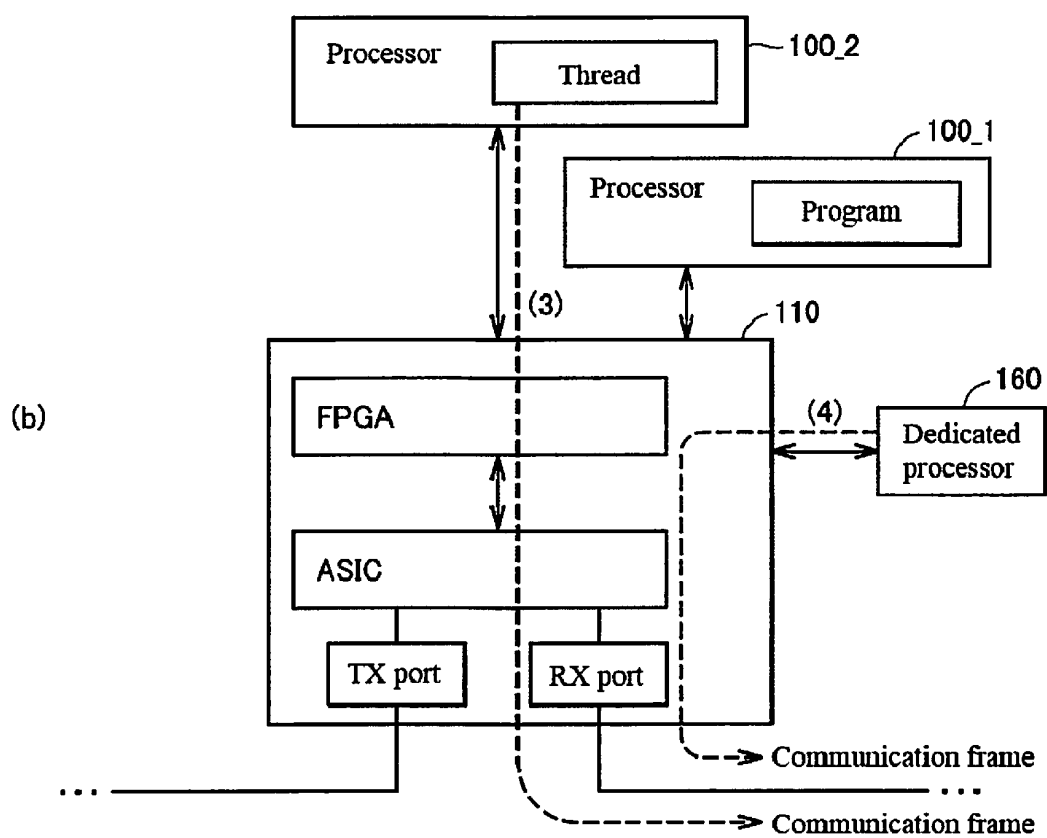 Processor
Thread
100_2
100_1
Processor
Program
(3)
110
(b)
FPGA
(4)
160
Dedicated
processor
ASIC
TX port
RX port
Communication frame
...
...
Communication frame